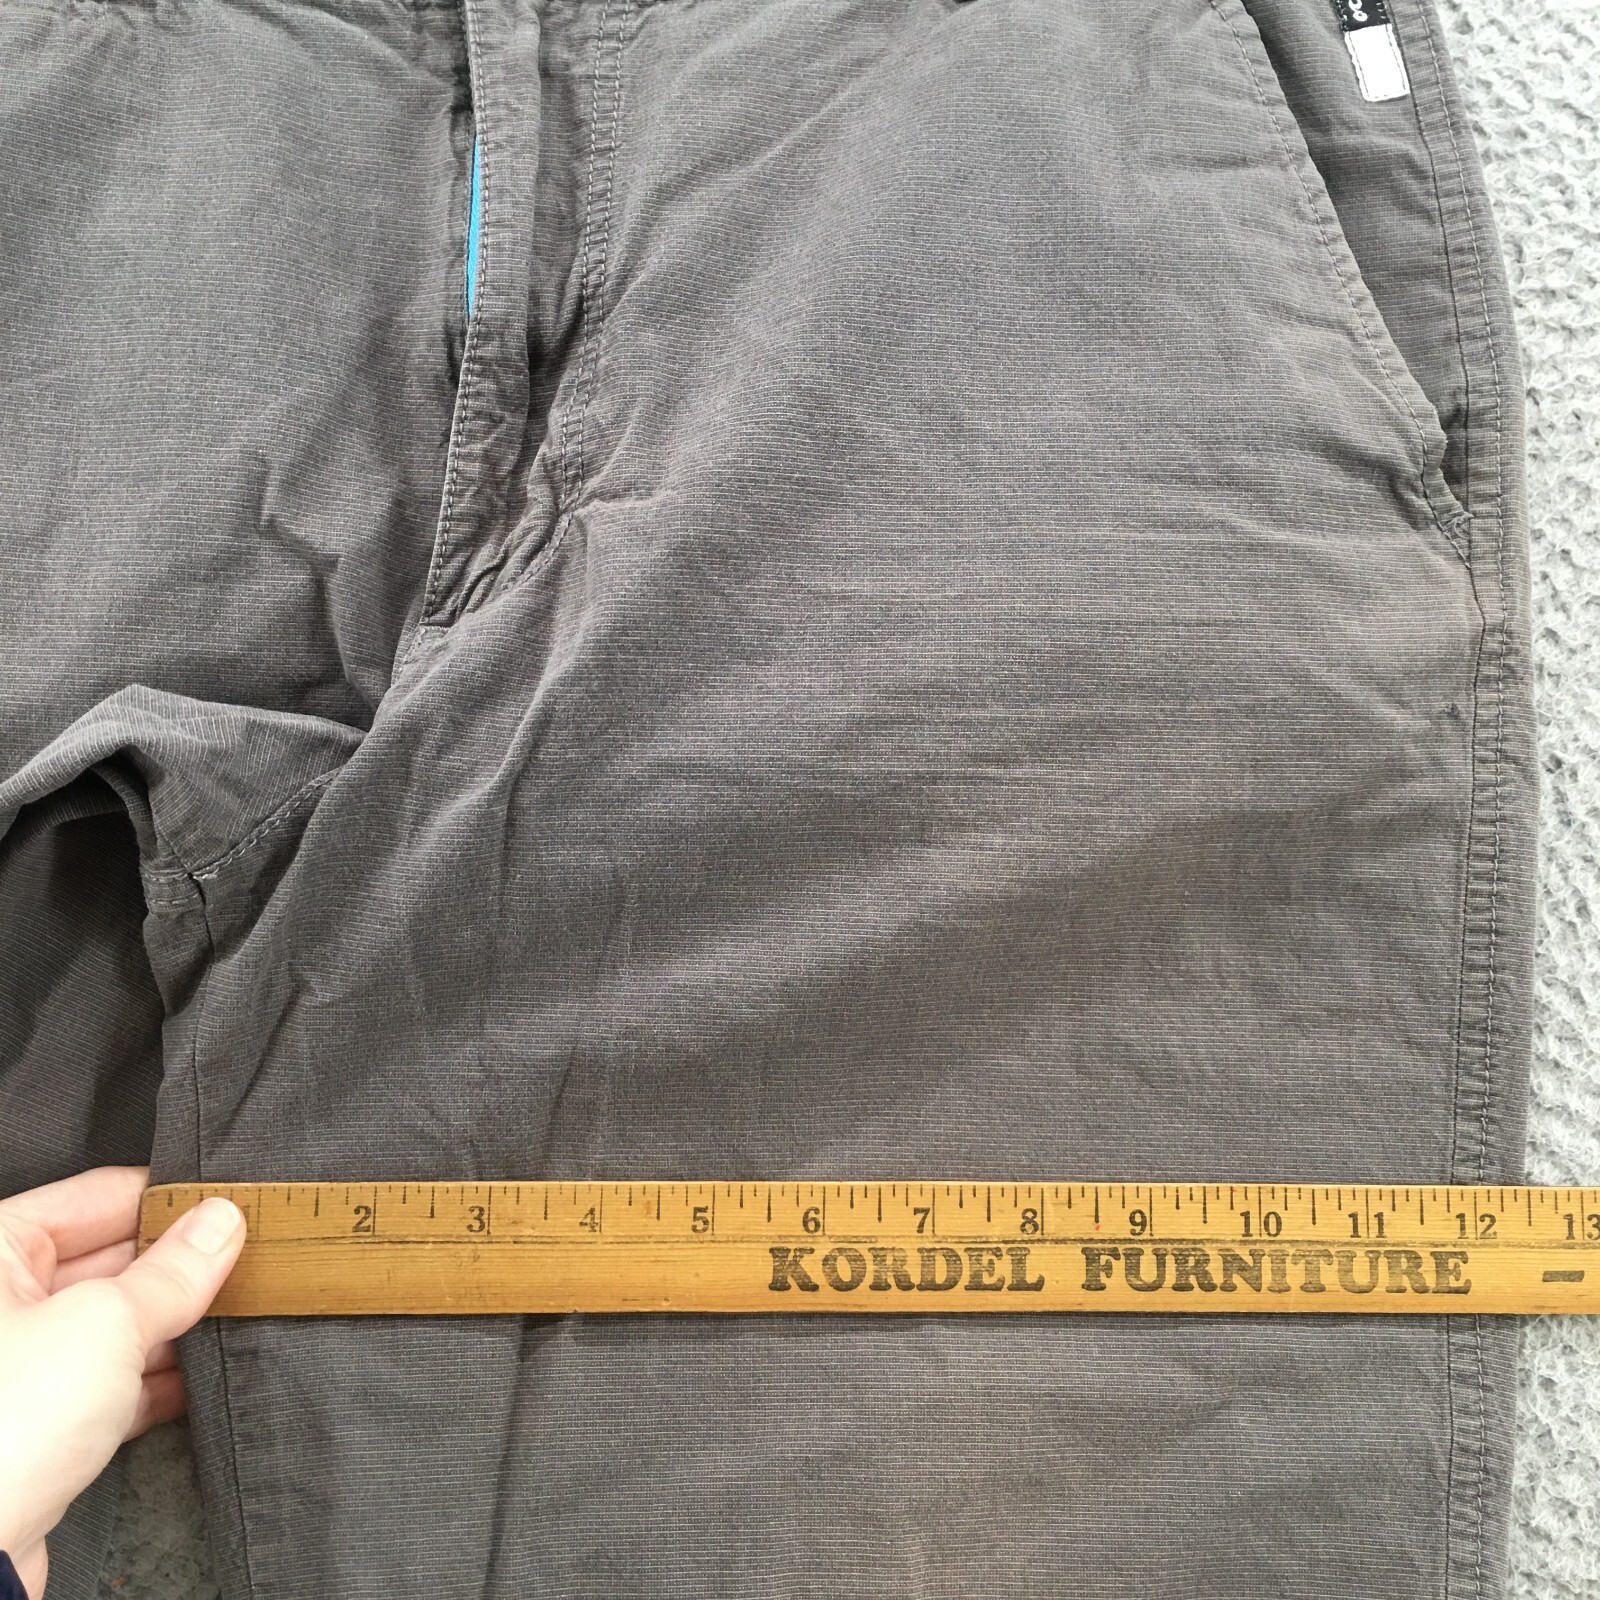 2 3 4 5 6 7 8 9 10 11 12 13
KORDEL FURNITURE -